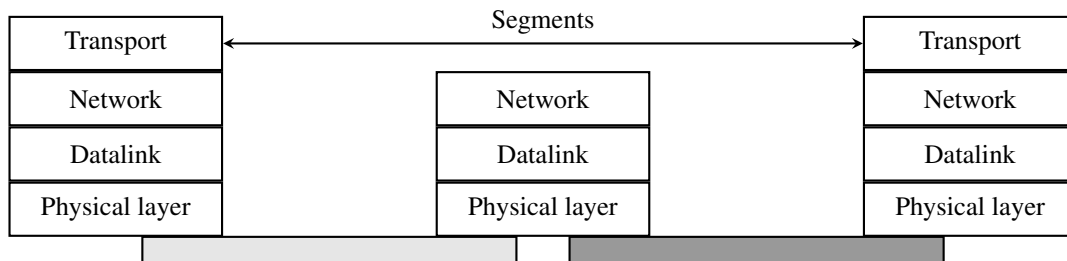 Segments
Transport
Transport
Network
Network
Network
Datalink
Datalink
Datalink
Physical layer
Physical layer
Physical layer